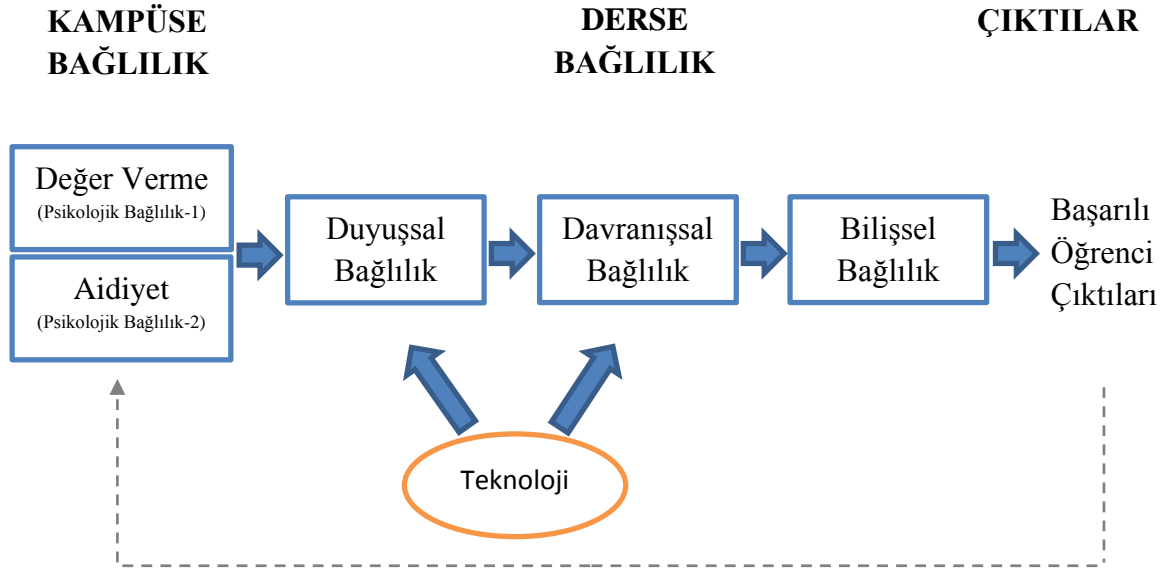 KAMPÜSE
BAĞLILIK
DERSE
BAĞLILIK
ÇIKTILAR
Değer Verme
(Psikolojik Bağlılık-1)
Aidiyet
(Psikolojik Bağlılık-2)
Duyuşsal
Bağlılık
Davranışsal
Bağlılık
Bilişsel
Bağlılık
Başarılı
Öğrenci
Çıktıları
Teknoloji